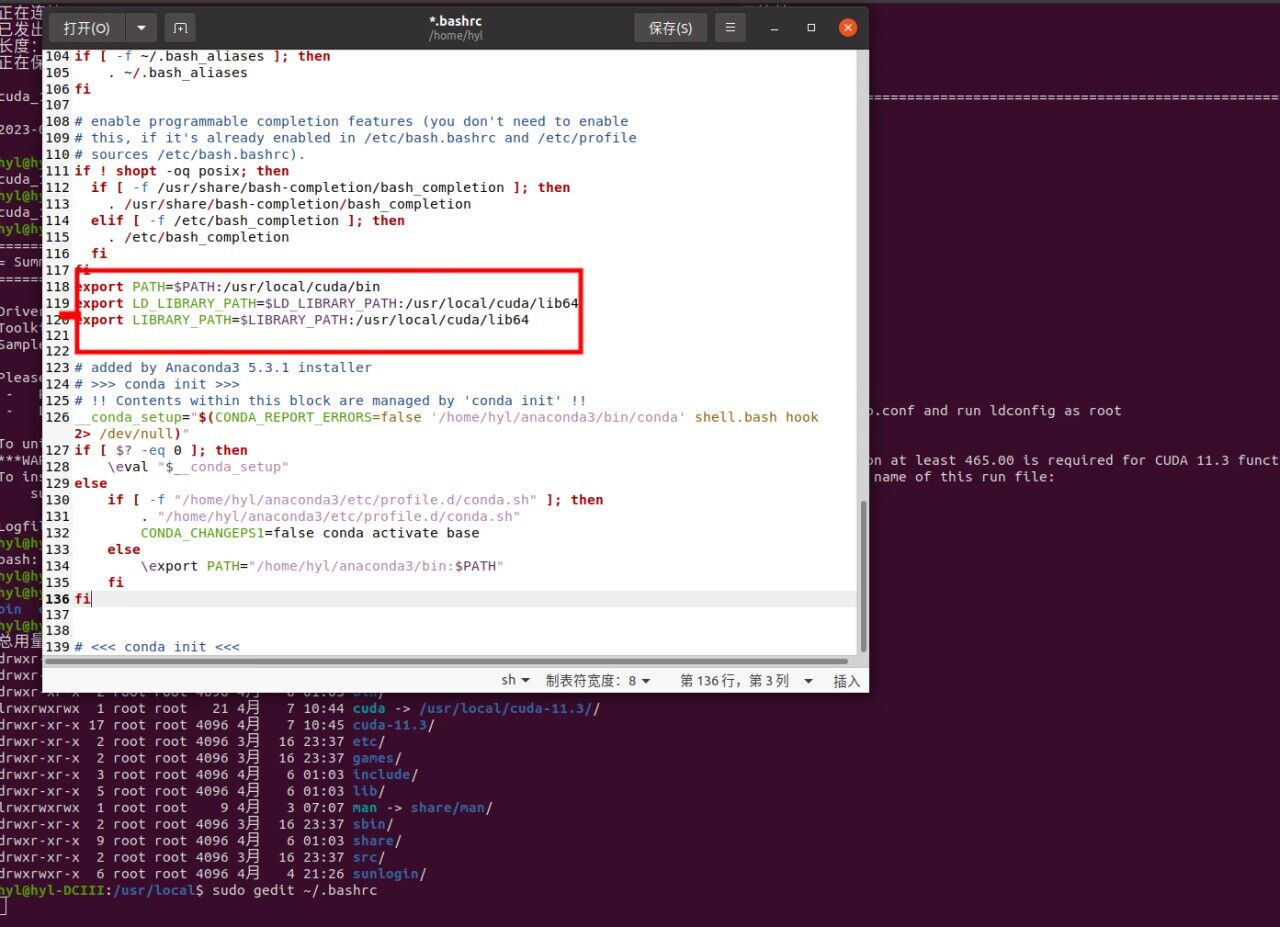 正在连
已发出
长度:
正在保
cuda_
2023-0
hyl@hy
cuda_1
hyl@hy
cuda_1
hyl@hy
=====
= Summ
=====
Driver
Toolk
Sample
Please
-
-
o.conf and run ldconfig as root
To un
***WAR
on at least 465.00 is required for CUDA 11.3 funct
To ins
name of this run file:
su
Logfil
hyl@hy
bash:
hyl@hy
hyl@hy
bin
hyl@hy
总用量
打开(O)
*.bashrc
/home/hyl
保存(S)
104 if [ -f ~/.bash_aliases ]; then
105     . ~/.bash_aliases
106 fi
107
108 # enable programmable completion features (you don't need to enable
109 # this, if it's already enabled in /etc/bash.bashrc and /etc/profile
110 # sources /etc/bash.bashrc).
111 if ! shopt -oq posix; then
112   if [ -f /usr/share/bash-completion/bash_completion ]; then
113     . /usr/share/bash-completion/bash_completion
114   elif [ -f /etc/bash_completion ]; then
115     . /etc/bash_completion
116   fi
117 fi
118 export PATH=$PATH:/usr/local/cuda/bin
119 export LD_LIBRARY_PATH=$LD_LIBRARY_PATH:/usr/local/cuda/lib64
120 export LIBRARY_PATH=$LIBRARY_PATH:/usr/local/cuda/lib64
121
122
123 # added by Anaconda3 5.3.1 installer
124 # >>> conda init >>>
125 # !! Contents within this block are managed by 'conda init' !!
126 __conda_setup="$(CONDA_REPORT_ERRORS=false '/home/hyl/anaconda3/bin/conda' shell.bash hook
2> /dev/null)"
127 if [ $? -eq 0 ]; then
128     \eval "$__conda_setup"
129 else
130     if [ -f "/home/hyl/anaconda3/etc/profile.d/conda.sh" ]; then
131         . "/home/hyl/anaconda3/etc/profile.d/conda.sh"
132         CONDA_CHANGEPS1=false conda activate base
133     else
134         \export PATH="/home/hyl/anaconda3/bin:$PATH"
135     fi
136 fi
137
138
139 # <<< conda init <<<
sh 制表符宽度：8 第 136 行，第 3 列 插入
drwxr-
drwxr-
drwxr-xr-x  2 root root 4096 4月   6 01:03 bin/
lrwxrwxrwx  1 root root   21 4月   7 10:44 cuda -> /usr/local/cuda-11.3//
drwxr-xr-x 17 root root 4096 4月   7 10:45 cuda-11.3/
drwxr-xr-x  2 root root 4096 3月  16 23:37 etc/
drwxr-xr-x  2 root root 4096 3月  16 23:37 games/
drwxr-xr-x  3 root root 4096 4月   6 01:03 include/
drwxr-xr-x  5 root root 4096 4月   6 01:03 lib/
lrwxrwxrwx  1 root root    9 4月   3 07:07 man -> share/man/
drwxr-xr-x  2 root root 4096 3月  16 23:37 sbin/
drwxr-xr-x  9 root root 4096 4月   6 01:03 share/
drwxr-xr-x  2 root root 4096 3月  16 23:37 src/
drwxr-xr-x  6 root root 4096 4月   4 21:26 sunlogin/
hyl@hyl-DCIII:/usr/local$ sudo gedit ~/.bashrc